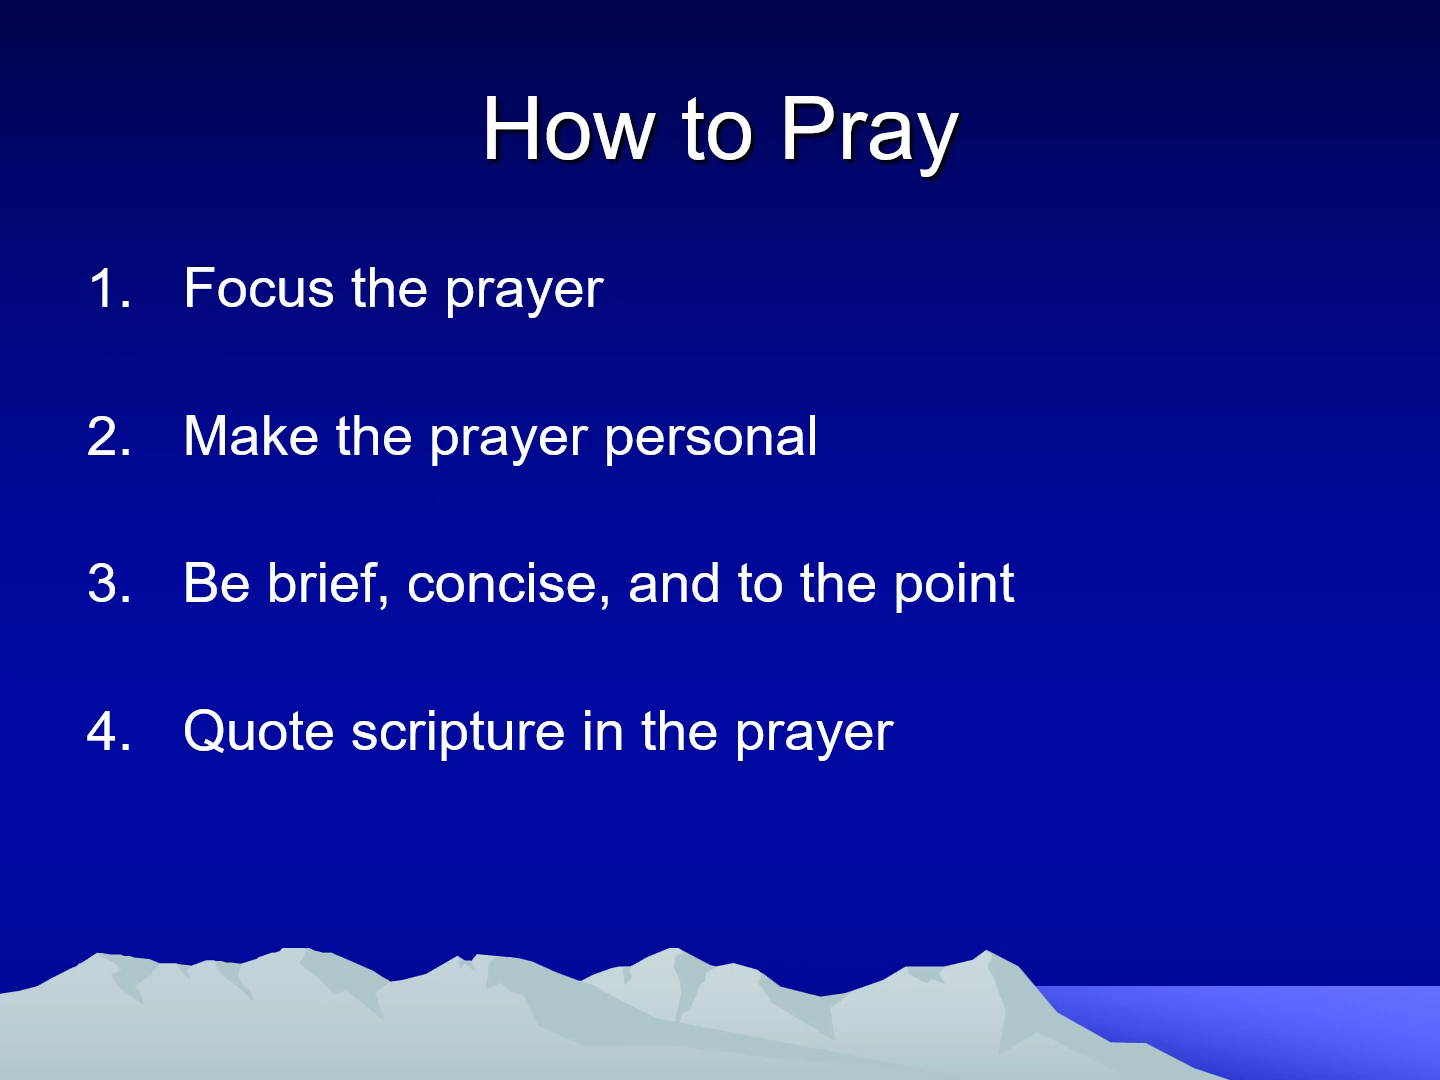 How to Pray
1. Focus the prayer
2. Make the prayer personal
3. Be brief, concise, and to the point
4. Quote scripture in the prayer